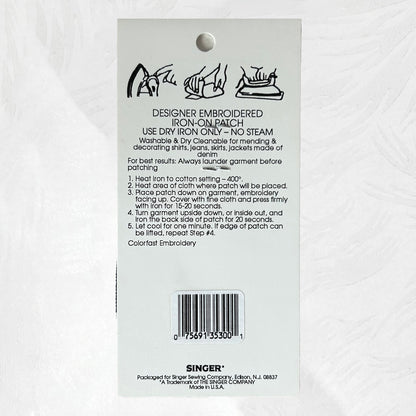 DESIGNER EMBROIDERED
IRON-ON PATCH
USE DRY IRON ONLY – NO STEAM
Washable & Dry Cleanable for mending &
decorating shirts, jeans, skirts, jackets made of
denim
For best results: Always launder garment before
patching
1. Heat iron to cotton setting – 400°.
2. Heat area of cloth where patch will be placed.
3. Place patch down on garment, embroidery
facing up. Cover with fine cloth and press firmly
with iron for 15-20 seconds.
4. Turn garment upside down, or inside out, and
iron the back side of patch for 20 seconds.
5. Let cool for one minute. If edge of patch can
be lifted, repeat Step #4.
Colorfast Embroidery
0 75691 35300 1
SINGER*
Packaged for Singer Sewing Company, Edison, N.J. 08837
*A Trademark of THE SINGER COMPANY
Made in U.S.A.